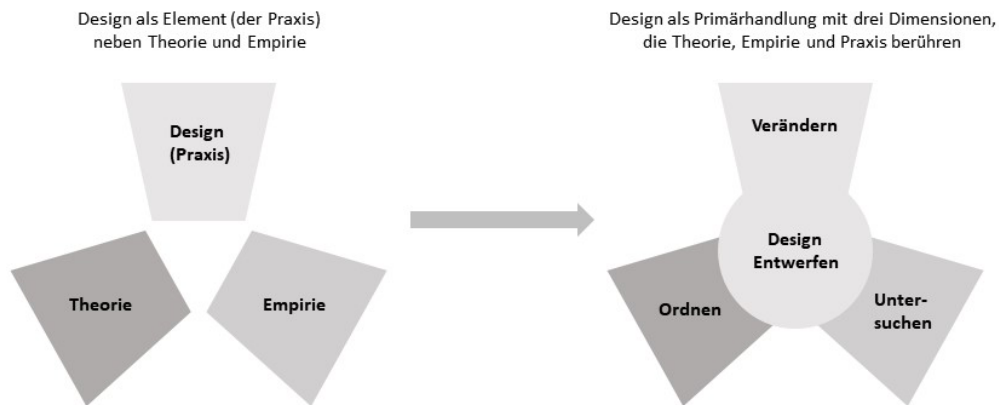 Design als Element (der Praxis)
neben Theorie und Empirie
Design
(Praxis)
Theorie
Empirie
Design als Primärhandlung mit drei Dimensionen,
die Theorie, Empirie und Praxis berühren
Verändern
Design
Entwerfen
Ordnen
Unter-
suchen